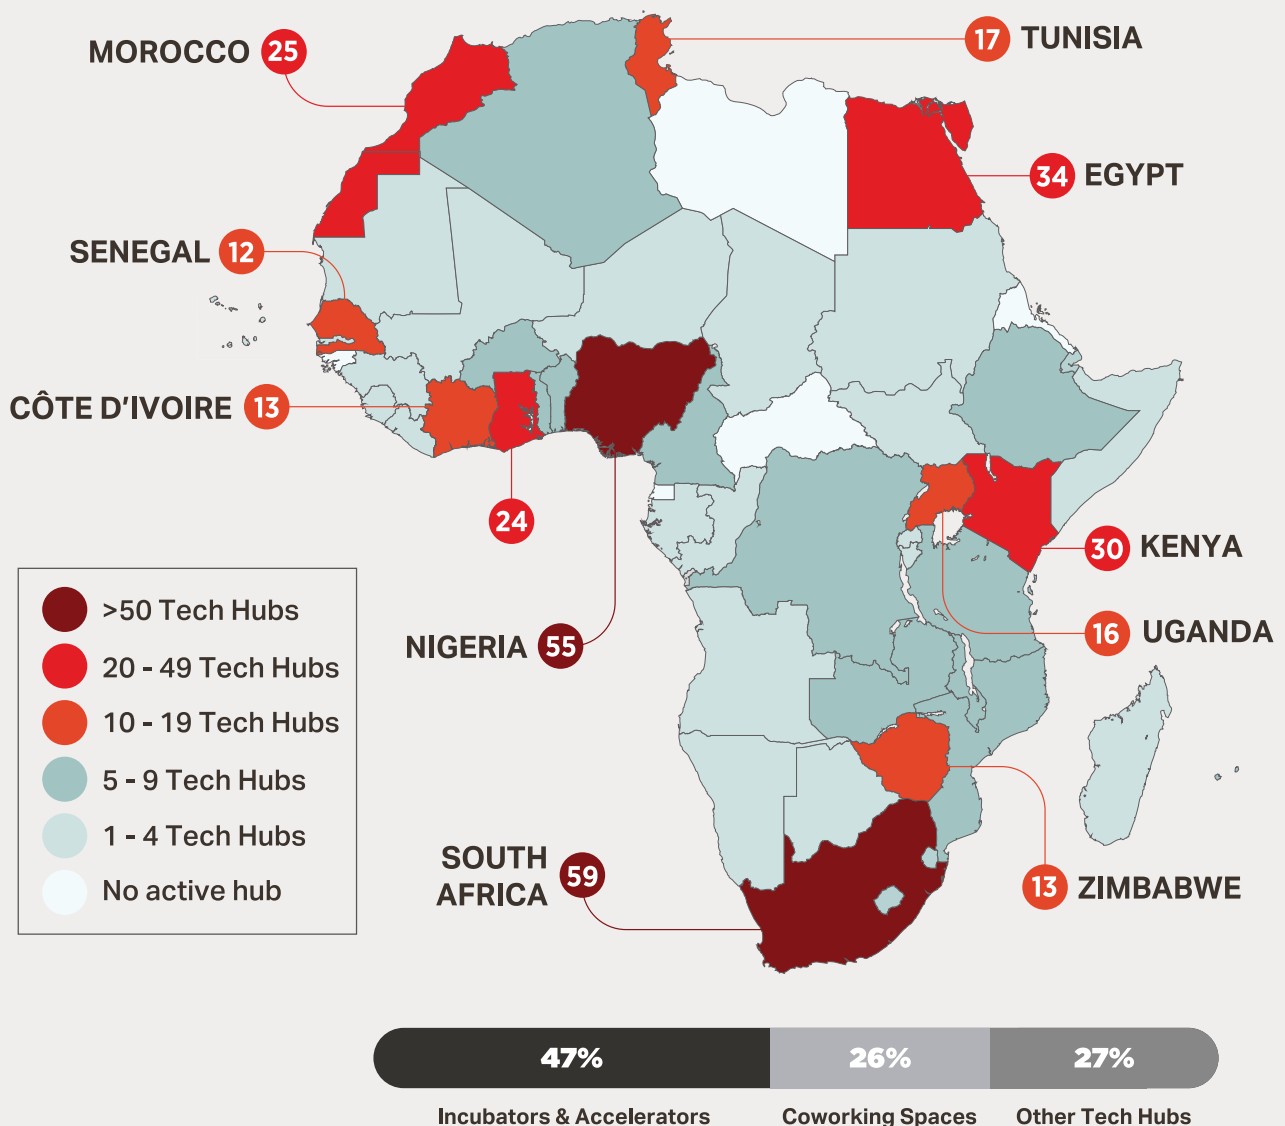 MOROCCO 25
17 TUNISIA
34 EGYPT
SENEGAL 12
CÔTE D'IVOIRE 13
24
30 KENYA
NIGERIA 55
16 UGANDA
>50 Tech Hubs
20 - 49 Tech Hubs
10 - 19 Tech Hubs
5 - 9 Tech Hubs
1 - 4 Tech Hubs
No active hub
SOUTH
AFRICA
59
13 ZIMBABWE
47% 26% 27%
Incubators & Accelerators Coworking Spaces Other Tech Hubs